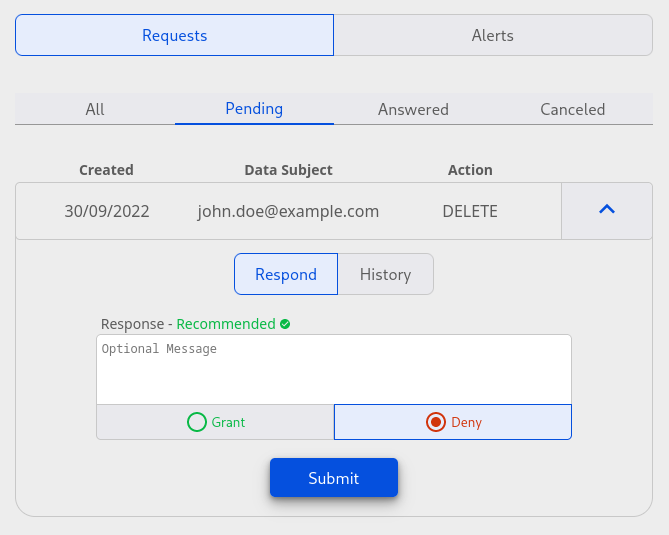 Requests Alerts
All Pending Answered Canceled
Created Data Subject Action
30/09/2022 john.doe@example.com DELETE
Respond History
Response - Recommended
Optional Message
Grant Deny
Submit